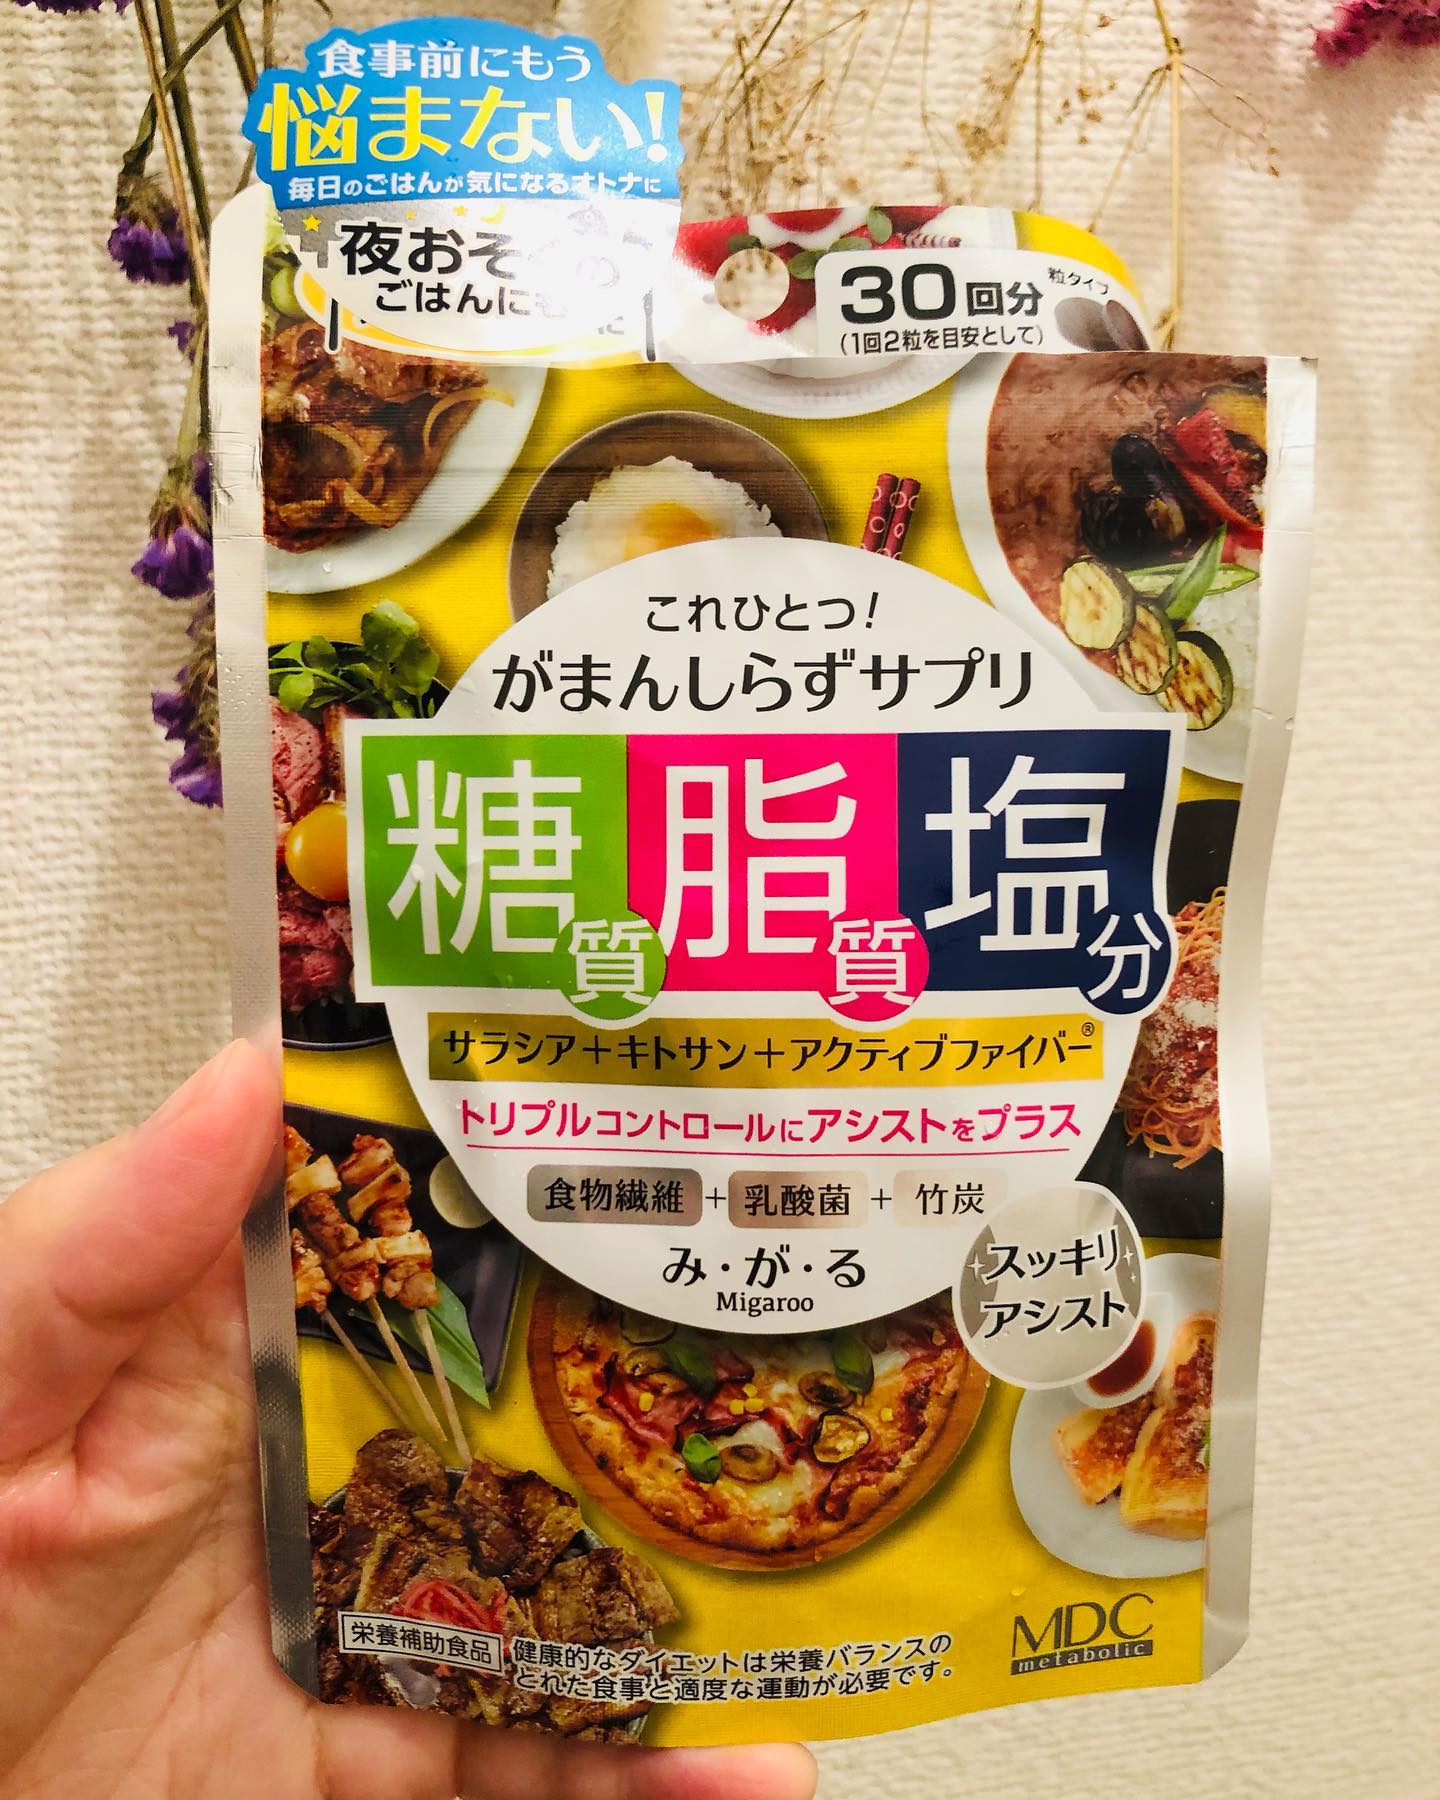 食事前にもう
悩まない!
毎日のごはんが気になるオトナに
夜おそ
ごはんに
30回分
粒タイプ
(1回2粒を目安として)
これひとつ!
がまんしらずサプリ
糖質 脂質 塩分
サラシア+キトサン+アクティブファイバー®
トリプルコントロールにアシストをプラス
食物繊維+乳酸菌+竹炭
み・が・る
Migaroo
スッキリ
アシスト
栄養補助食品
健康的なダイエットは栄養バランスの
とれた食事と適度な運動が必要です。
MDC
metabolic